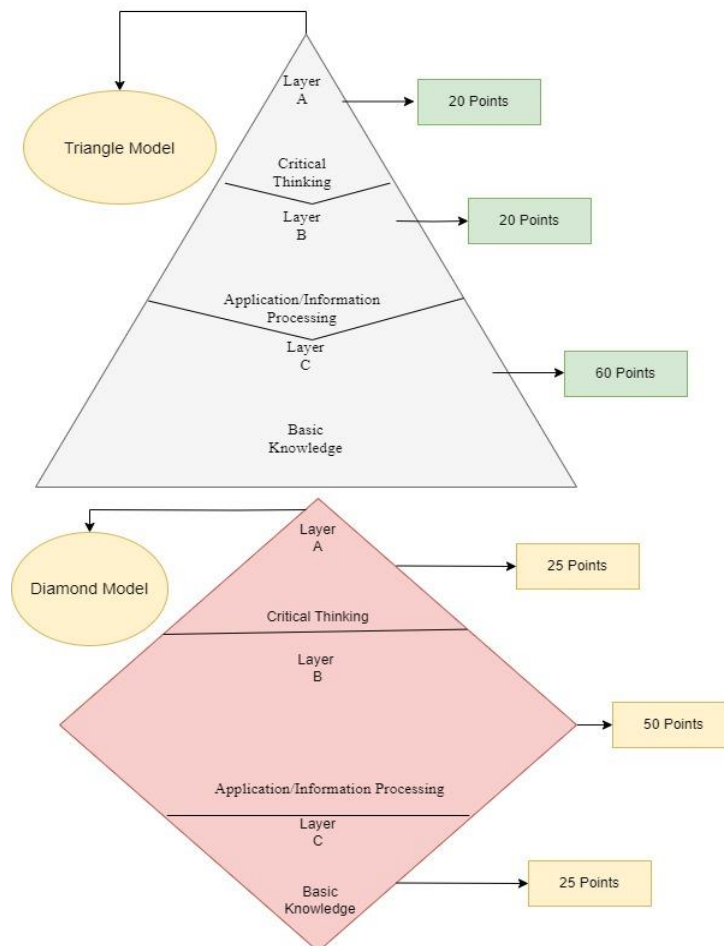 Layer
A
20 Points
Triangle Model
Critical
Thinking
Layer
B
20 Points
Application/Information
Processing
Layer
C
60 Points
Basic
Knowledge
Layer
A
25 Points
Diamond Model
Critical Thinking
Layer
B
50 Points
Application/Information Processing
Layer
C
25 Points
Basic
Knowledge